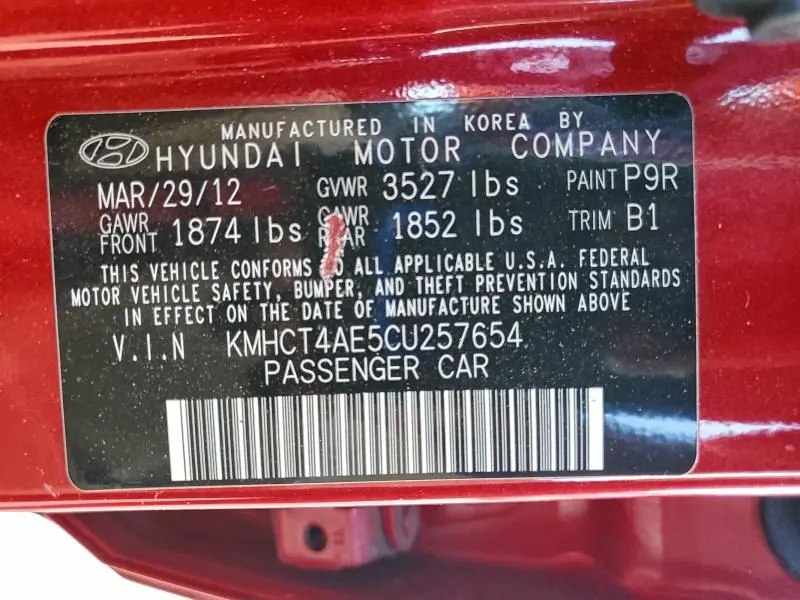 MANUFACTURED IN KOREA BY
HYUNDAI MOTOR COMPANY
MAR/29/12 GVWR 3527 lbs PAINT P9R
GAWR FRONT 1874 lbs GAWR REAR 1852 lbs TRIM B1
THIS VEHICLE CONFORMS TO ALL APPLICABLE U.S.A. FEDERAL
MOTOR VEHICLE SAFETY, BUMPER, AND THEFT PREVENTION STANDARDS
IN EFFECT ON THE DATE OF MANUFACTURE SHOWN ABOVE
V.I.N KMHCT4AE5CU257654
PASSENGER CAR